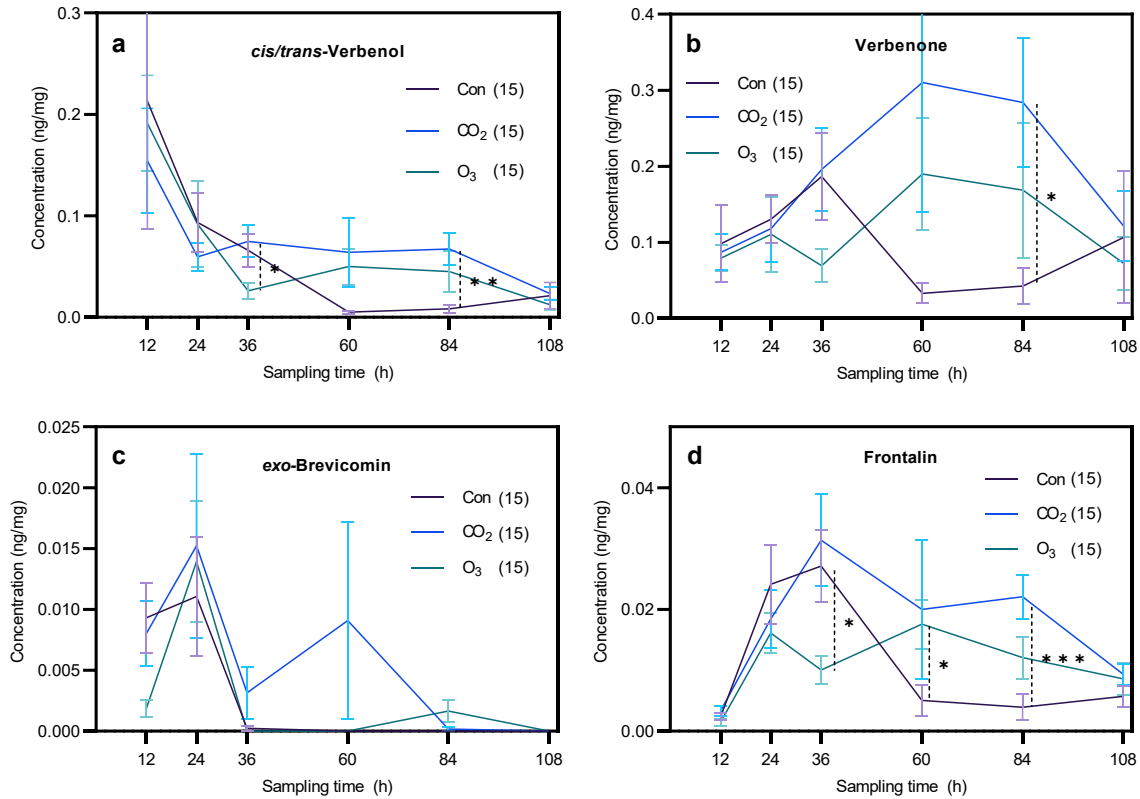 a
cis/trans-Verbenol
Con (15)
CO2 (15)
O3 (15)
0.3
0.2
0.1
0.0
Concentration (ng/mg)
*
* *
12 24 36 60 84 108
Sampling time (h)
b
Verbenone
Con (15)
CO2 (15)
O3 (15)
0.4
0.3
0.2
0.1
0.0
Concentration (ng/mg)
*
12 24 36 60 84 108
Sampling time (h)
c
exo-Brevicomin
Con (15)
CO2 (15)
O3 (15)
0.025
0.020
0.015
0.010
0.005
0.000
Concentration (ng/mg)
12 24 36 60 84 108
Sampling time (h)
d
Frontalin
Con (15)
CO2 (15)
O3 (15)
0.04
0.02
0.00
Concentration (ng/mg)
*
*
* * *
12 24 36 60 84 108
Sampling time (h)